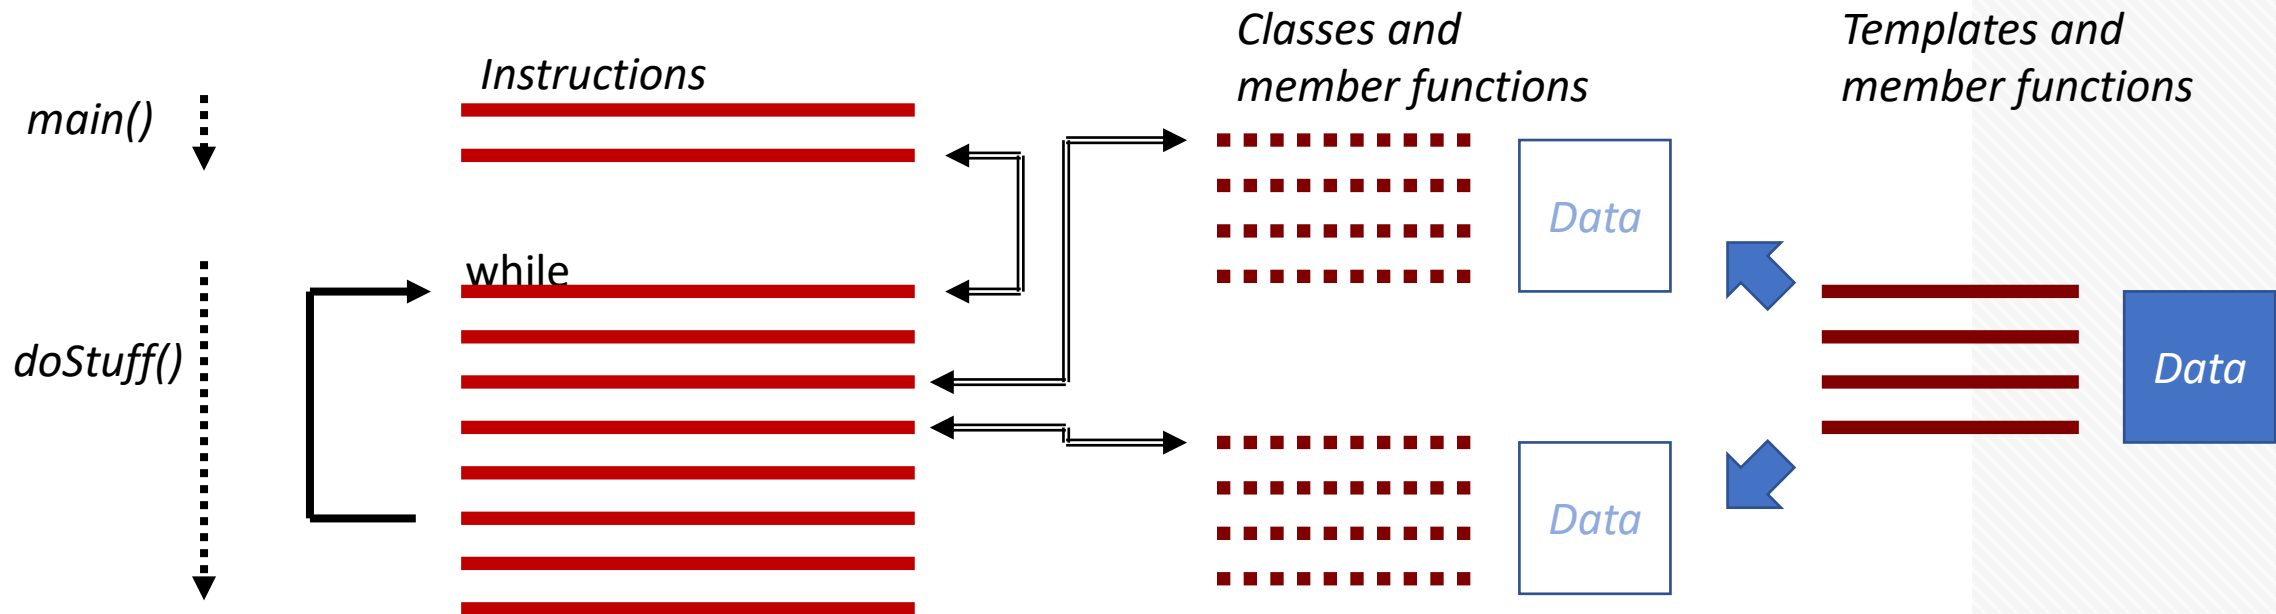 Instructions
Classes and
member functions
Templates and
member functions
main()
while
doStuff()
Data
Data
Data